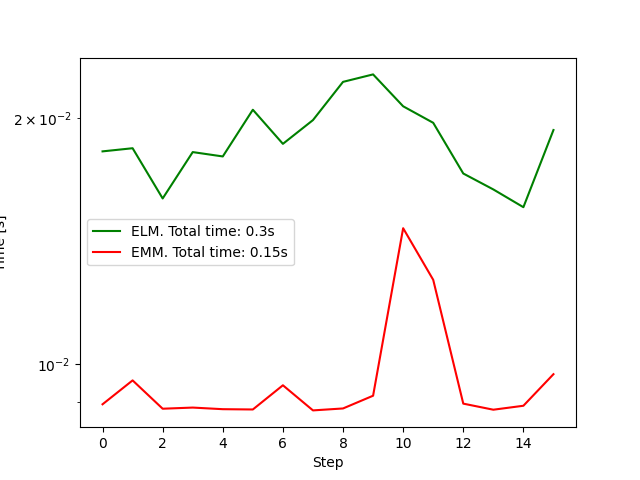 2 × 10⁻²
Time [s]
ELM. Total time: 0.3s
EMM. Total time: 0.15s
10⁻²
0 2 4 6 8 10 12 14
Step